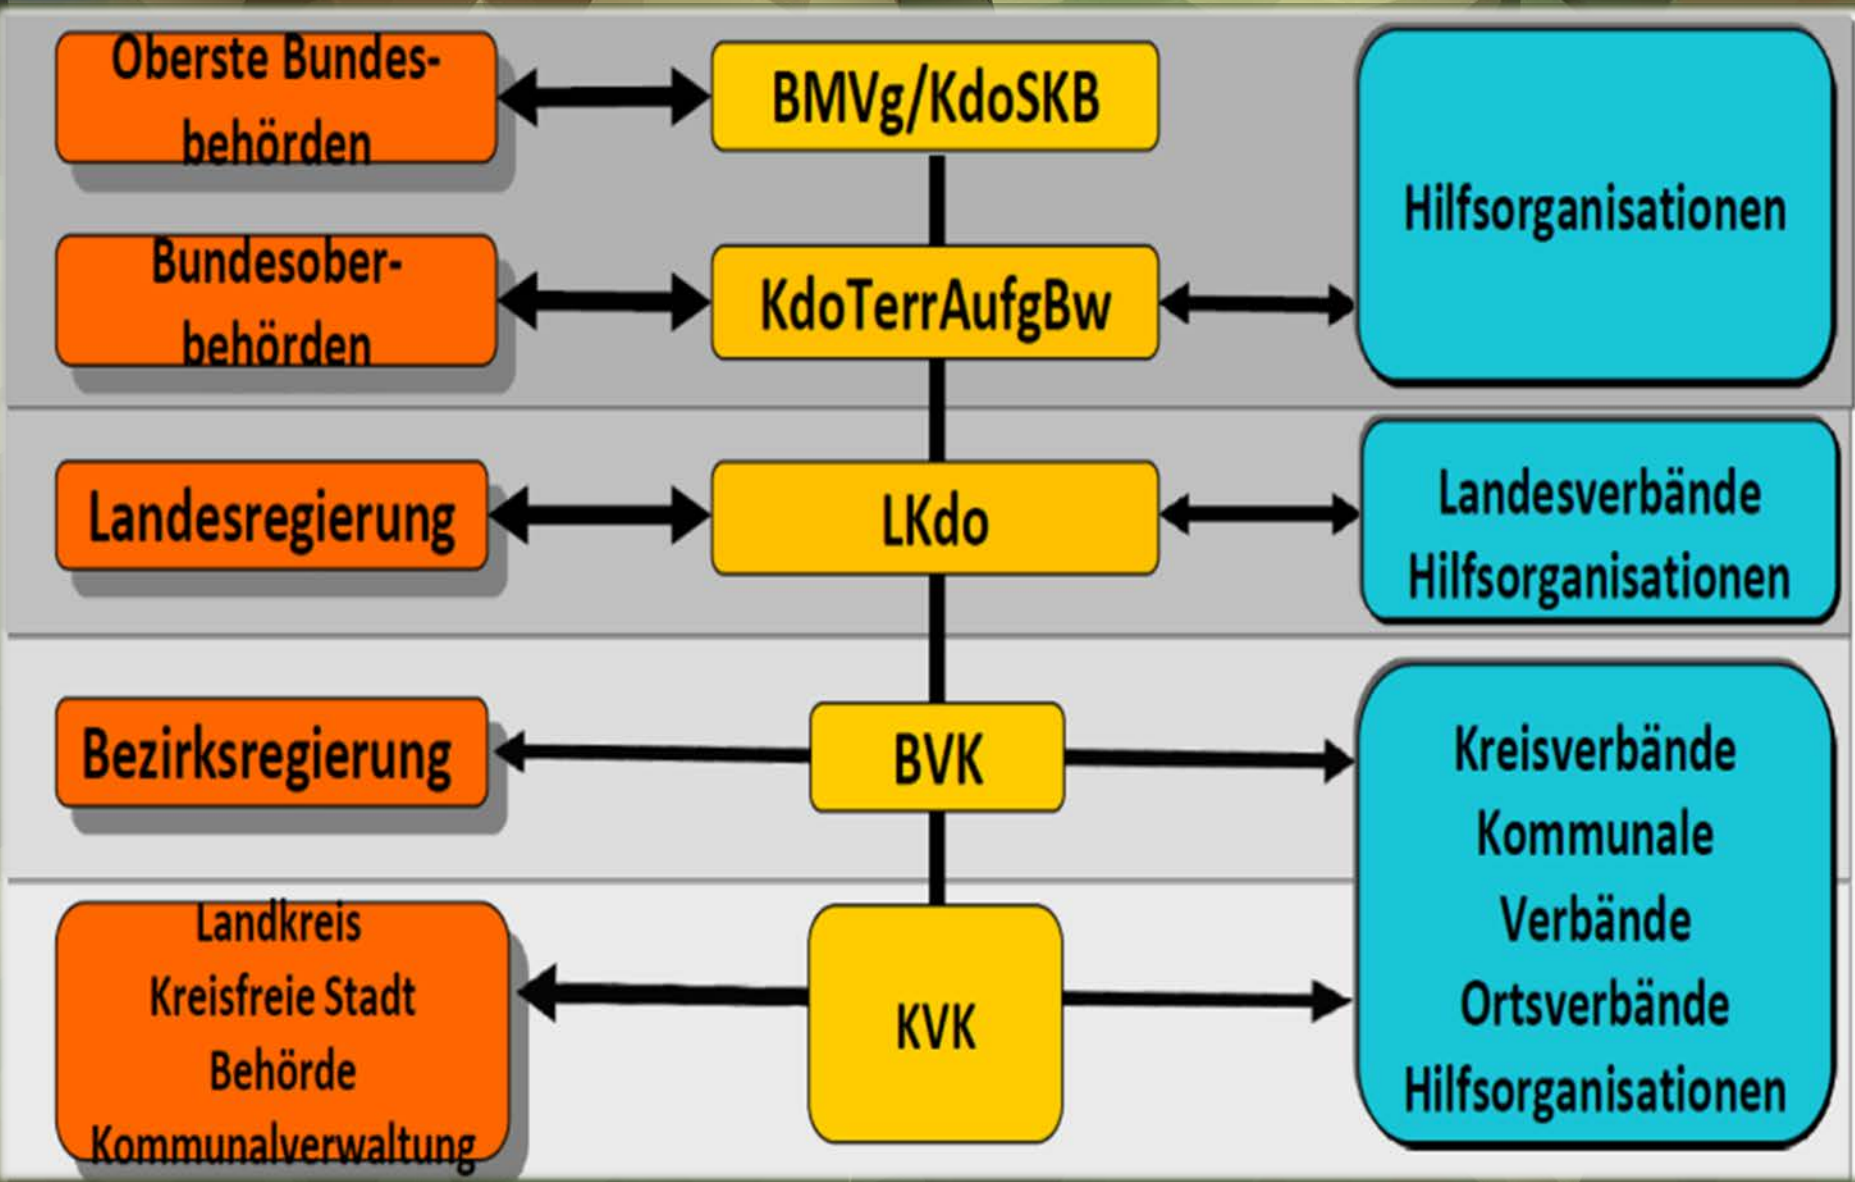 Oberste Bundes-
behörden
BMVg/KdoSKB
Hilfsorganisationen
Bundesober-
behörden
KdoTerrAufgBw
Landesregierung
LKdo
Landesverbände
Hilfsorganisationen
Bezirksregierung
BVK
Kreisverbände
Kommunale
Verbände
Ortsverbände
Hilfsorganisationen
Landkreis
Kreisfreie Stadt
Behörde
Kommunalverwaltung
KVK